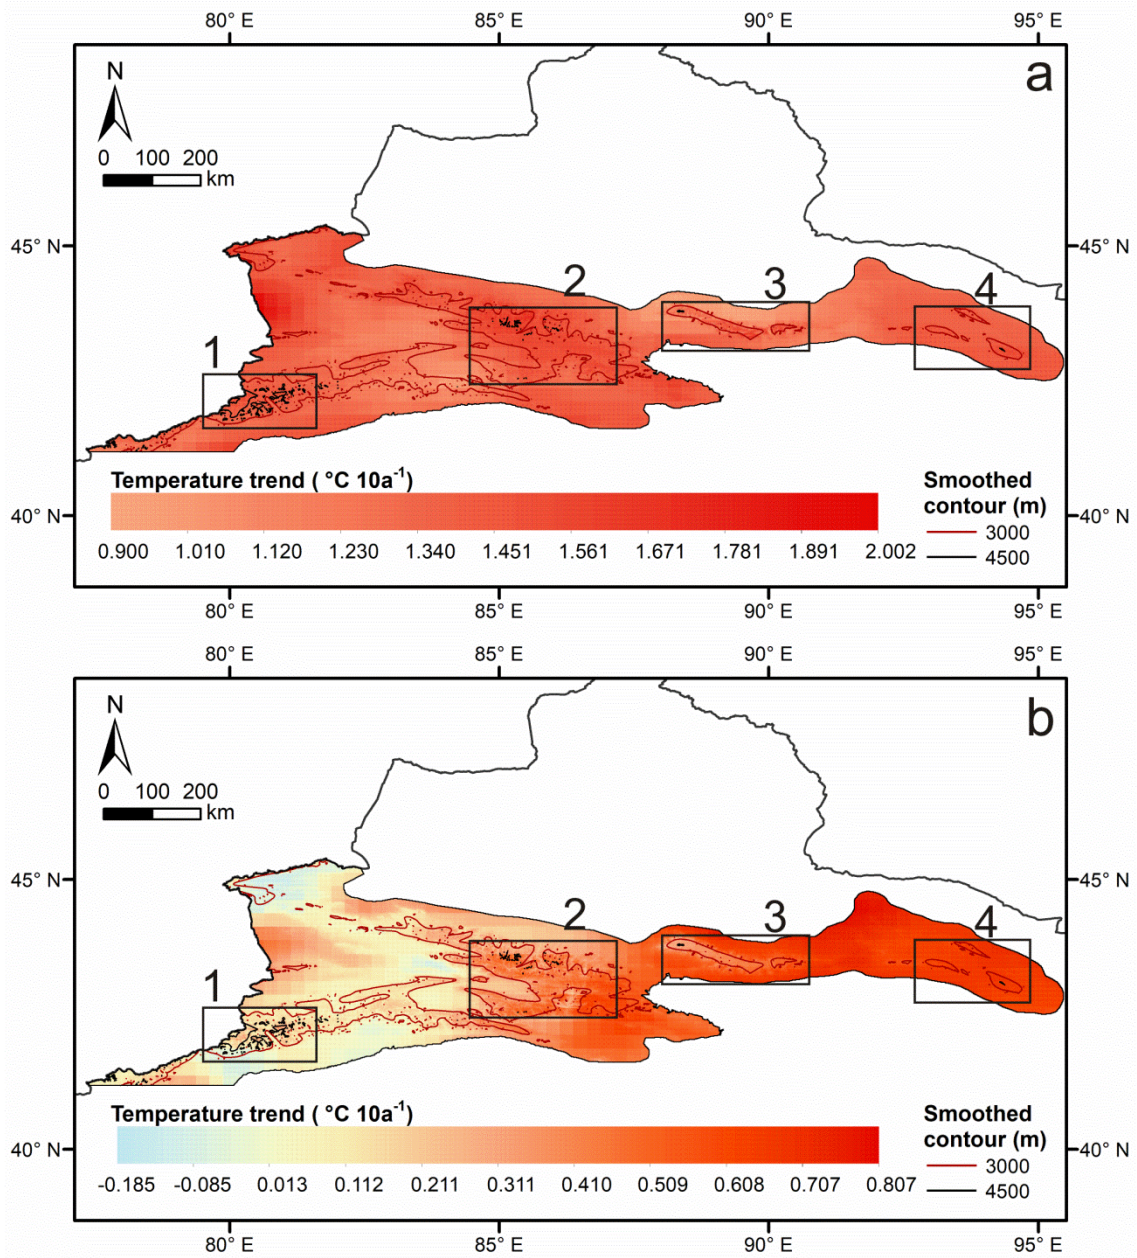 80° E 85° E 90° E 95° E
a
N
0 100 200
km
45° N 45° N
1 2 3 4
Temperature trend ( °C 10a⁻¹)
0.900 1.010 1.120 1.230 1.340 1.451 1.561 1.671 1.781 1.891 2.002
Smoothed
contour (m)
3000
4500
40° N 40° N
80° E 85° E 90° E 95° E
80° E 85° E 90° E 95° E
b
N
0 100 200
km
45° N 45° N
1 2 3 4
Temperature trend ( °C 10a⁻¹)
-0.185 -0.085 0.013 0.112 0.211 0.311 0.410 0.509 0.608 0.707 0.807
Smoothed
contour (m)
3000
4500
40° N 40° N
80° E 85° E 90° E 95° E